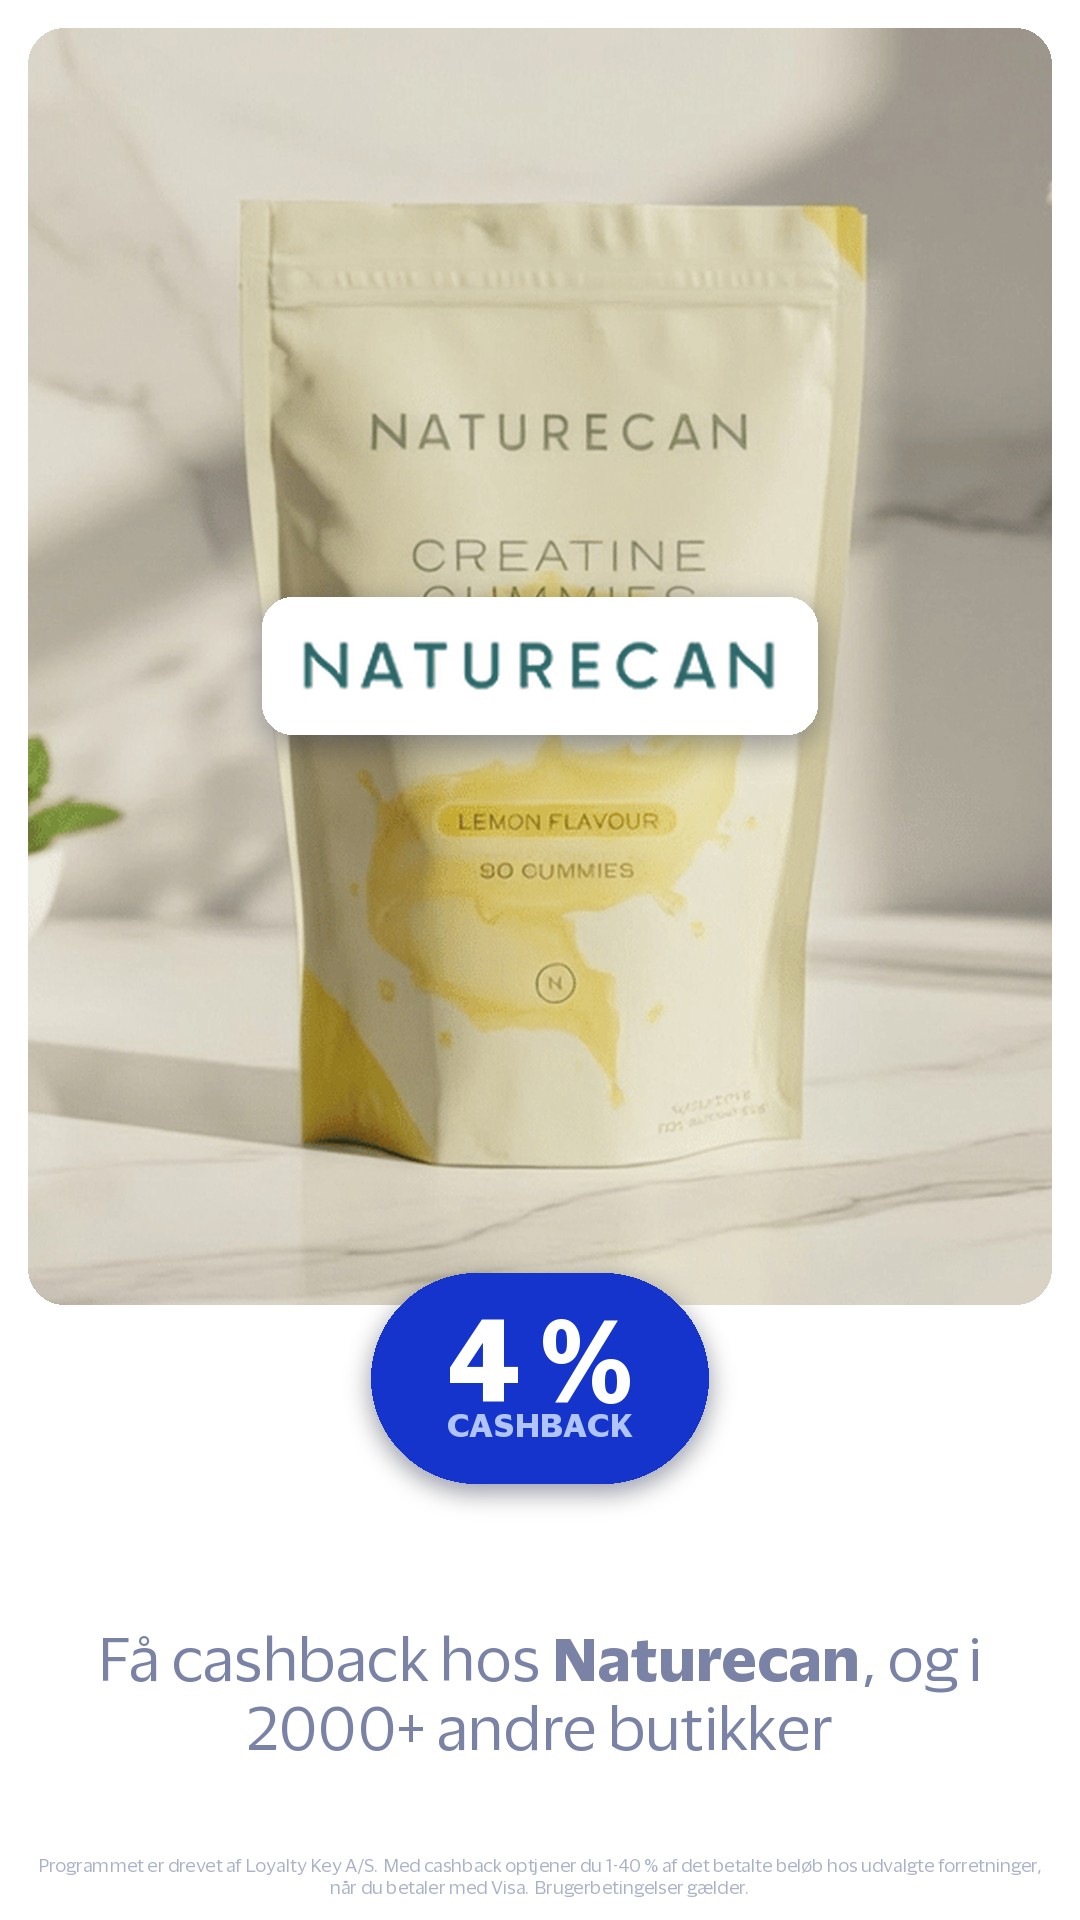 NATURECAN
CREATINE
GUMMIES
NATURECAN
LEMON FLAVOUR
90 GUMMIES
N
4 %
CASHBACK
Få cashback hos Naturecan, og i
2000+ andre butikker
Programmet er drevet af Loyalty Key A/S. Med cashback optjener du 1-40 % af det betalte beløb hos udvalgte forretninger,
når du betaler med Visa. Brugerbetingelser gælder.